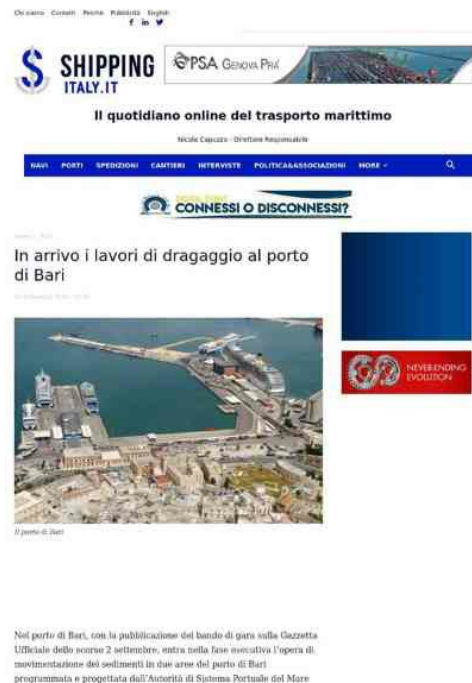 Chi siamo Contatti Perché Pubblicità English
SHIPPING
ITALY.IT
PSA GENOVA PRA'
Il quotidiano online del trasporto marittimo
Nicola Capuzzo - Direttore Responsabile
NAVI PORTI SPEDIZIONI CANTIERI INTERVISTE POLITICA&ASSOCIAZIONI MORE
CONNESSI O DISCONNESSI?
In arrivo i lavori di dragaggio al porto
di Bari
NEVER ENDING
EVOLUTION
Il porto di Bari
Nel porto di Bari, con la pubblicazione del bando di gara sulla Gazzetta
Ufficiale dello scorso 2 settembre, entra nella fase esecutiva l'opera di
movimentazione dei sedimenti in due aree del porto di Bari
programmata e progettata dall'Autorità di Sistema Portuale del Mare